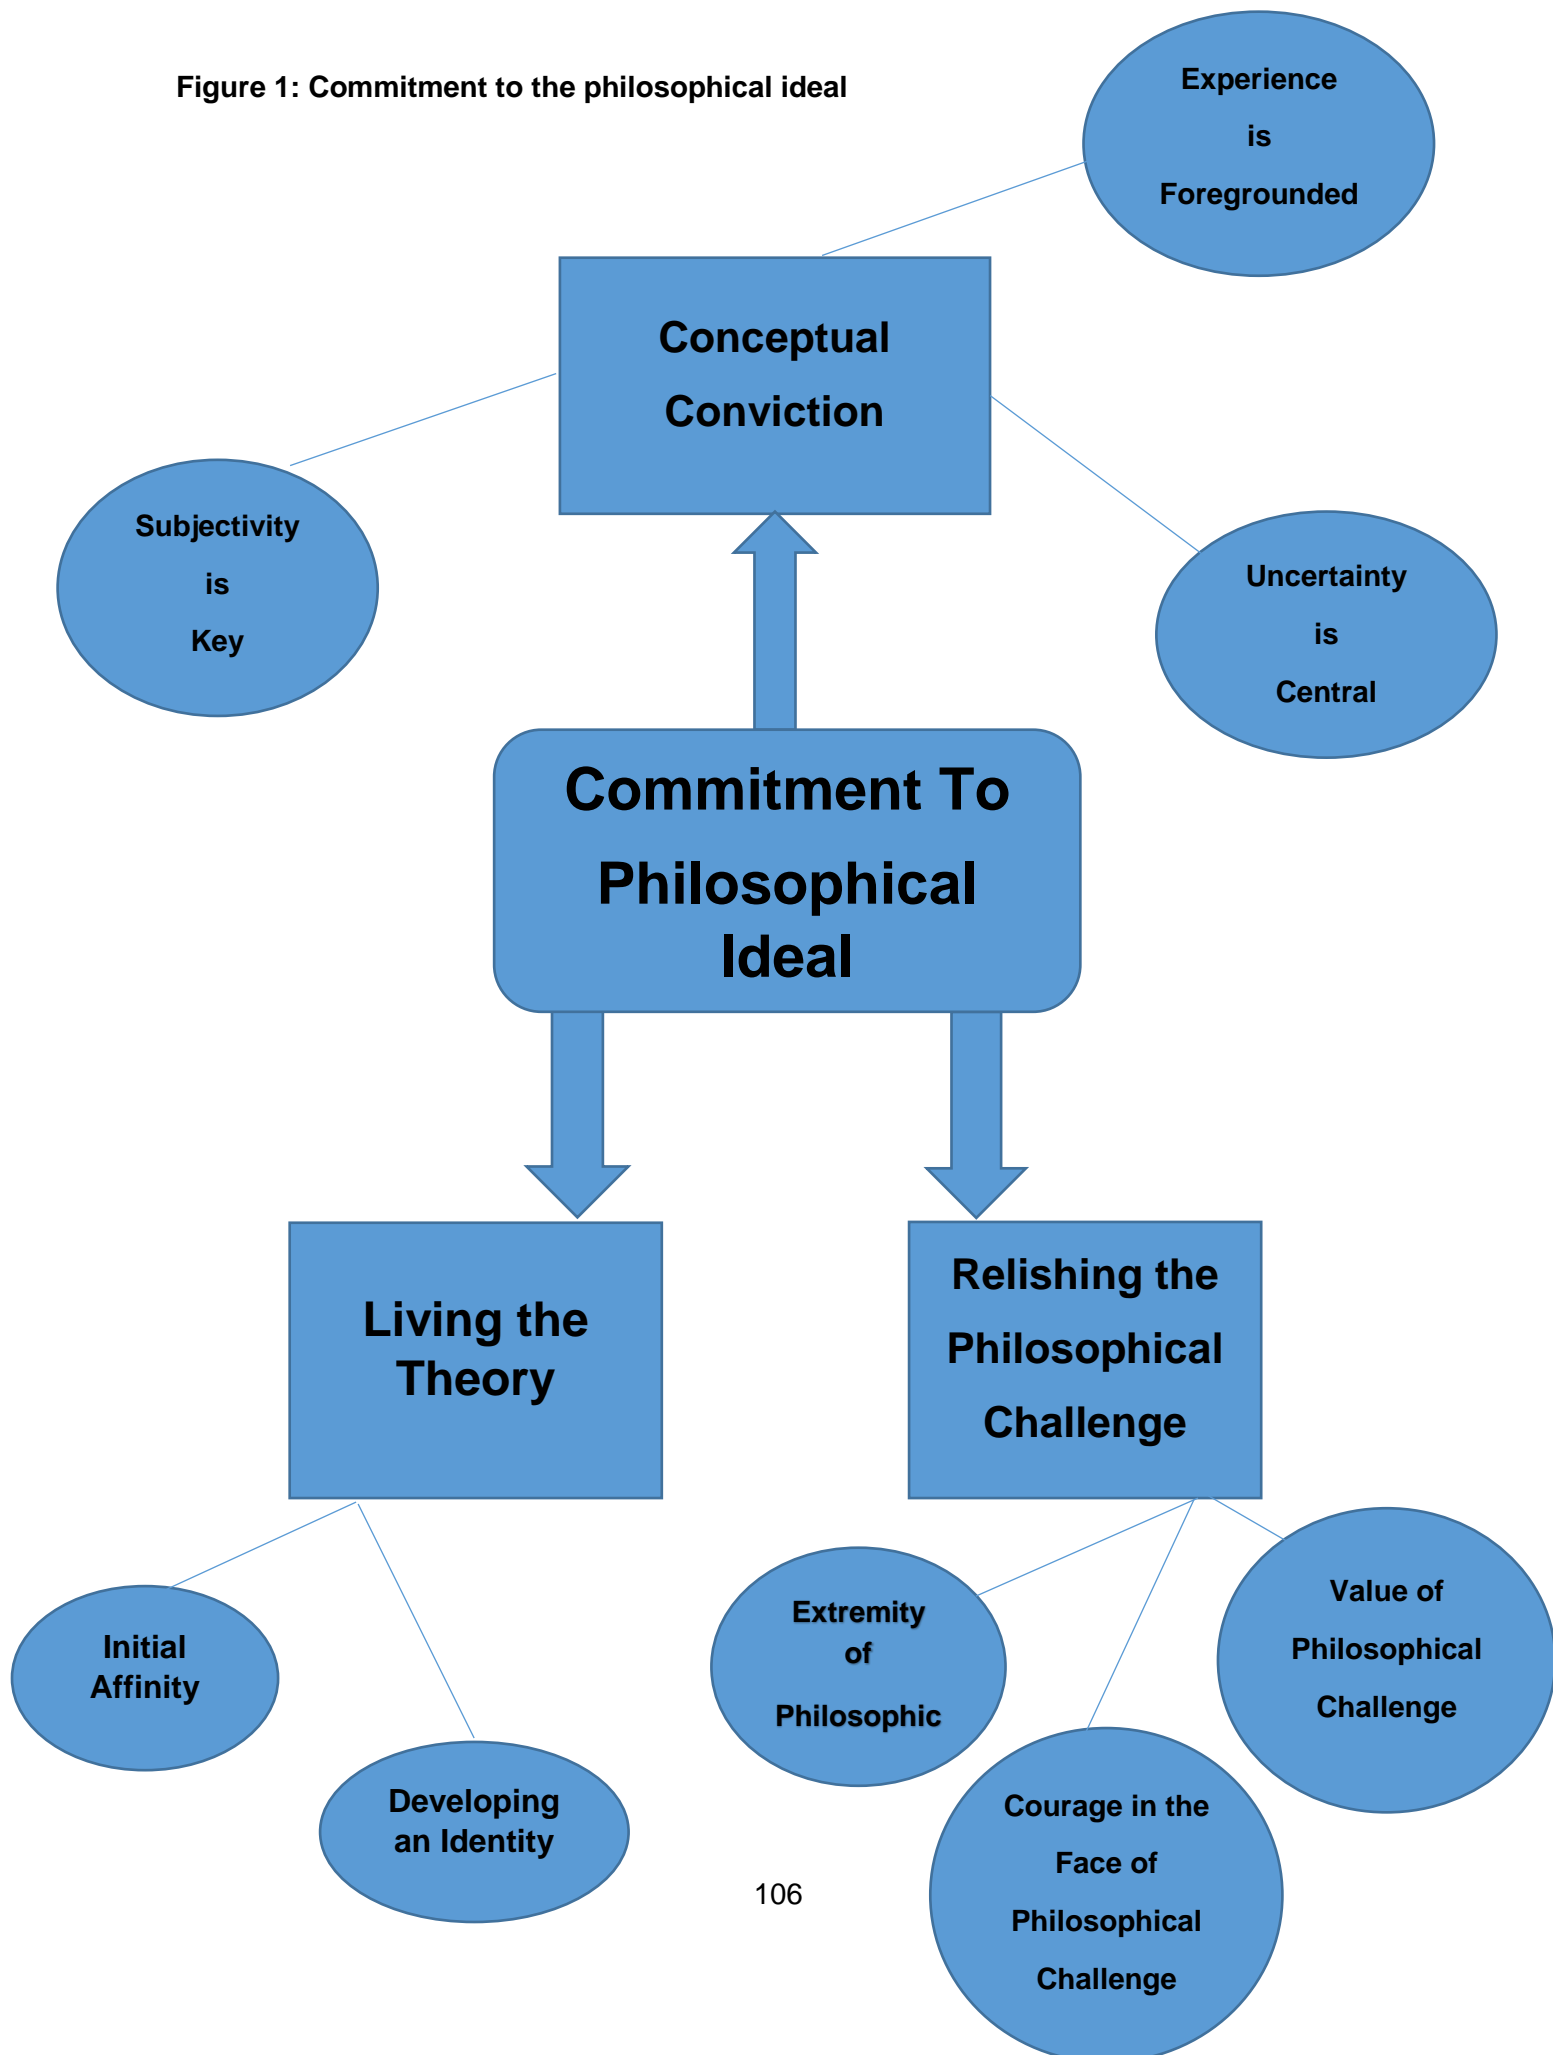 Figure 1: Commitment to the philosophical ideal
Experience
is
Foregrounded
Conceptual
Conviction
Subjectivity
is
Key
Uncertainty
is
Central
Commitment To
Philosophical
Ideal
Living the
Theory
Relishing the
Philosophical
Challenge
Initial
Affinity
Developing
an Identity
Extremity
of
Philosophic
Value of
Philosophical
Challenge
Courage in the
Face of
Philosophical
Challenge
106